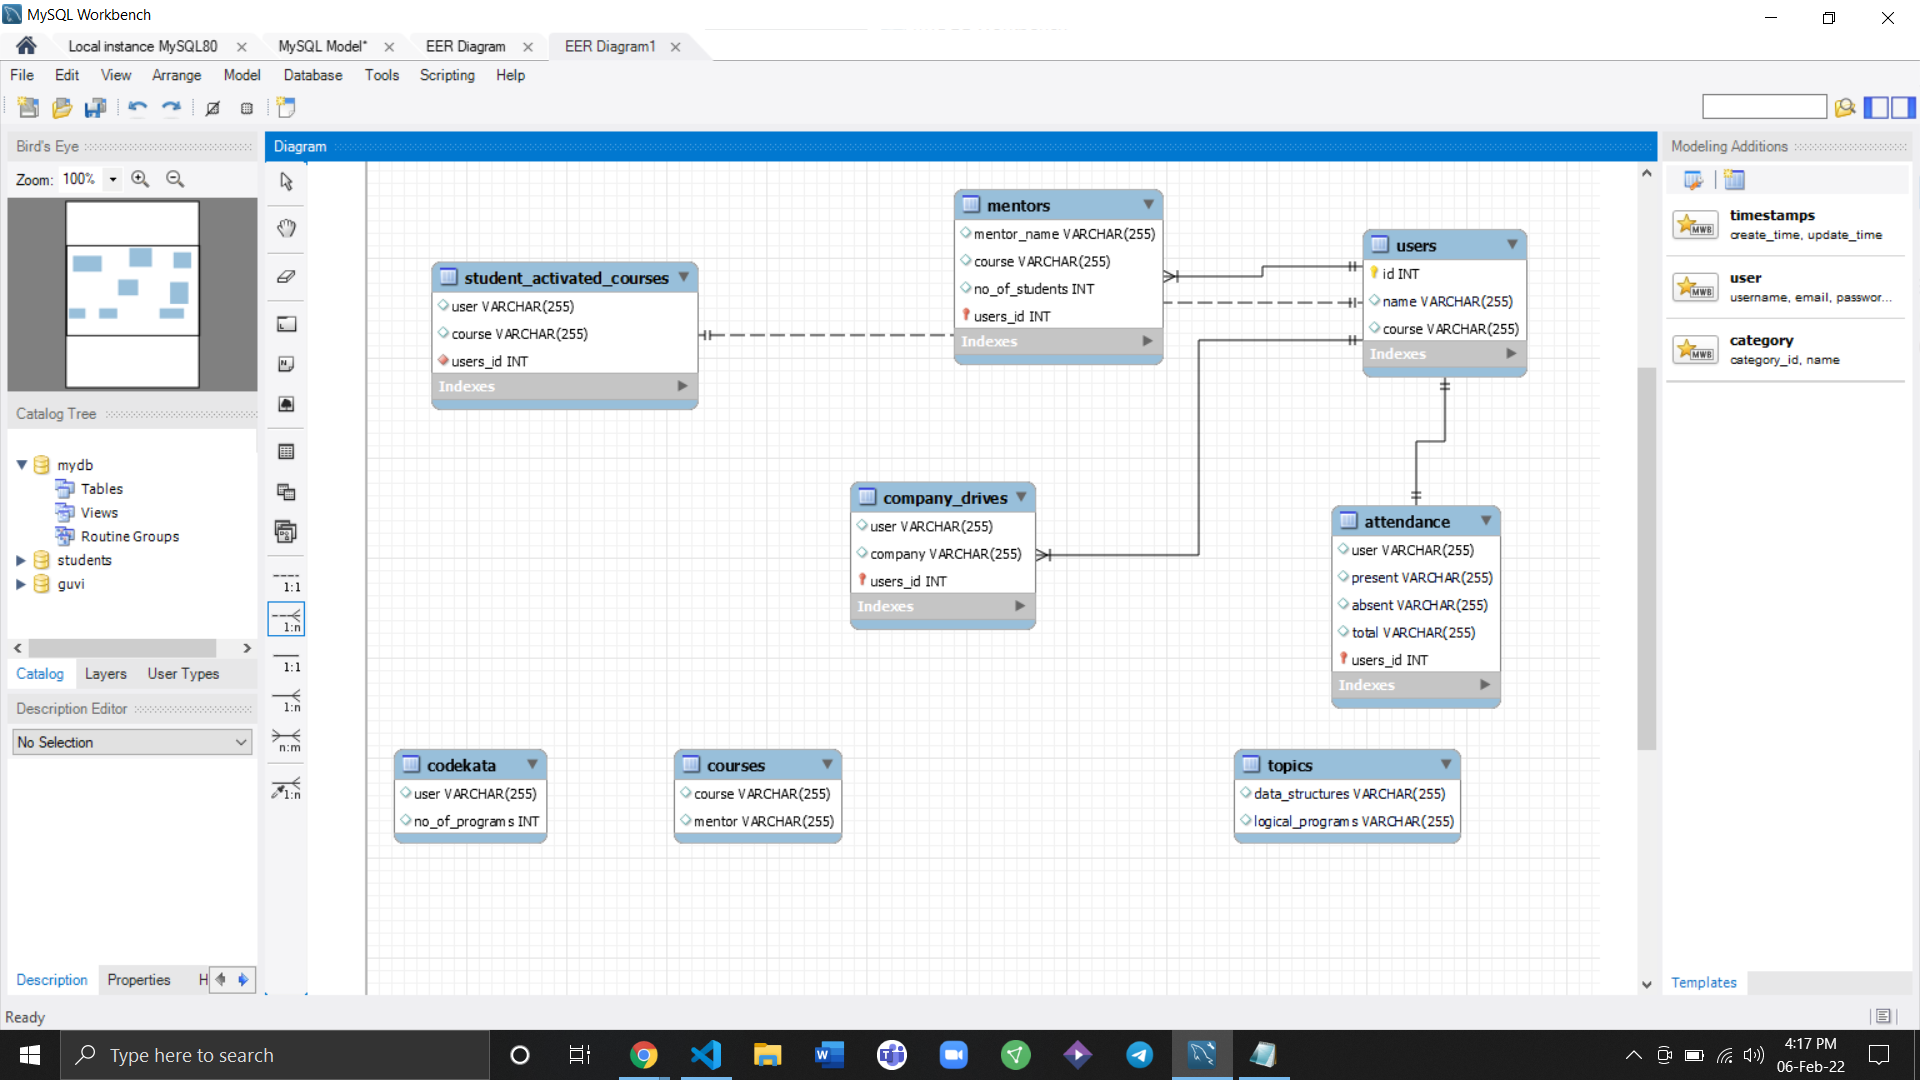 MySQL Workbench
Local instance MySQL80
MySQL Model*
EER Diagram
EER Diagram1
File Edit View Arrange Model Database Tools Scripting Help
Bird's Eye
Zoom: 100%
Catalog Tree
mydb
Tables
Views
Routine Groups
students
guvi
Catalog Layers User Types
Description Editor
No Selection
Description Properties H
Ready
Diagram
1:1
1:n
1:1
1:n
n:m
1:n
student_activated_courses
user VARCHAR(255)
course VARCHAR(255)
users_id INT
Indexes
mentors
mentor_name VARCHAR(255)
course VARCHAR(255)
no_of_students INT
users_id INT
Indexes
users
id INT
name VARCHAR(255)
course VARCHAR(255)
Indexes
company_drives
user VARCHAR(255)
company VARCHAR(255)
users_id INT
Indexes
attendance
user VARCHAR(255)
present VARCHAR(255)
absent VARCHAR(255)
total VARCHAR(255)
users_id INT
Indexes
codekata
user VARCHAR(255)
no_of_programs INT
courses
course VARCHAR(255)
mentor VARCHAR(255)
topics
data_structures VARCHAR(255)
logical_programs VARCHAR(255)
Modeling Additions
MWB
timestamps
create_time, update_time
MWB
user
username, email, passwor...
MWB
category
category_id, name
Templates
Type here to search
4:17 PM
06-Feb-22